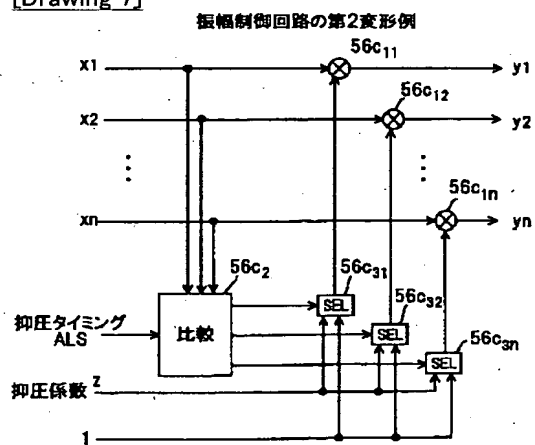 [Drawing 7]
振幅制御回路の第2変形例
x1 56c11 y1
x2 56c12 y2
⋮ ⋮
xn 56c1n yn
56c2 56c31
SEL
56c32
抑圧タイミング
ALS
比較
SEL
56c3n
SEL
抑圧係数 z
1